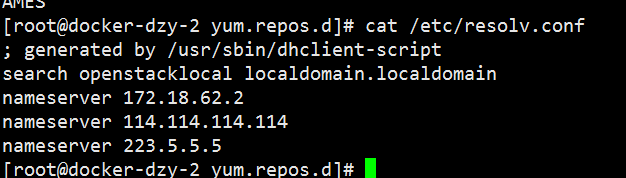 AMES
[root@docker-dzy-2 yum.repos.d]# cat /etc/resolv.conf
; generated by /usr/sbin/dhclient-script
search openstacklocal localdomain.localdomain
nameserver 172.18.62.2
nameserver 114.114.114.114
nameserver 223.5.5.5
[root@docker-dzy-2 yum.repos.d]#